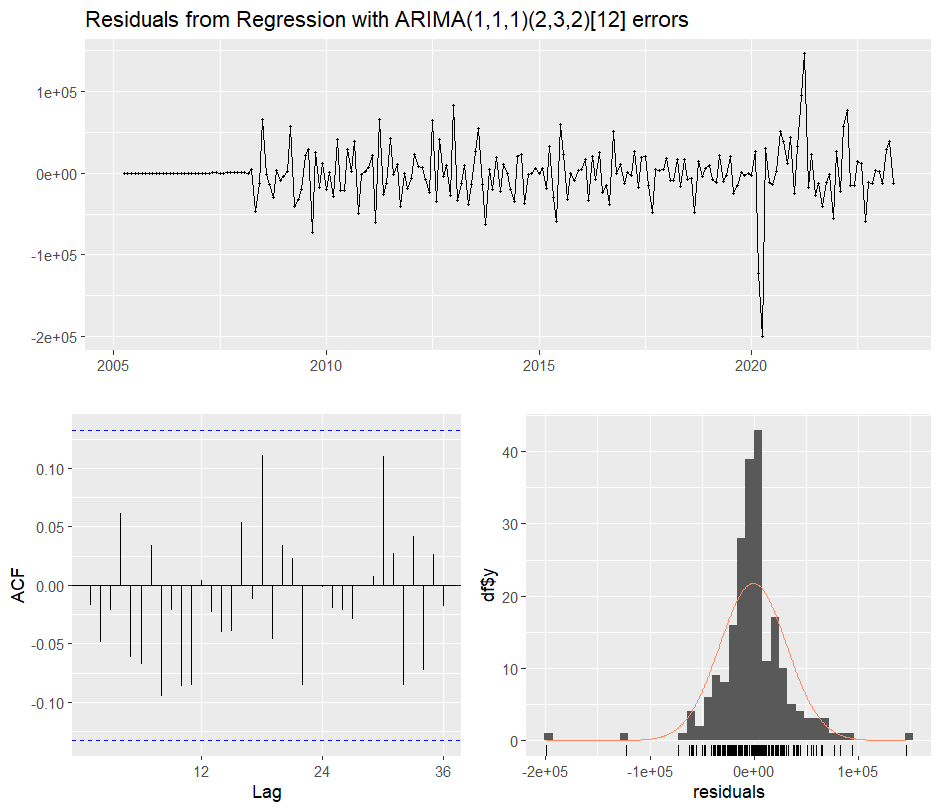 Residuals from Regression with ARIMA(1,1,1)(2,3,2)[12] errors
1e+05
0e+00
-1e+05
-2e+05
2005 2010 2015 2020
ACF
0.10
0.05
0.00
-0.05
-0.10
12 24 36
Lag
df$y
40
30
20
10
0
-2e+05 -1e+05 0e+00 1e+05
residuals